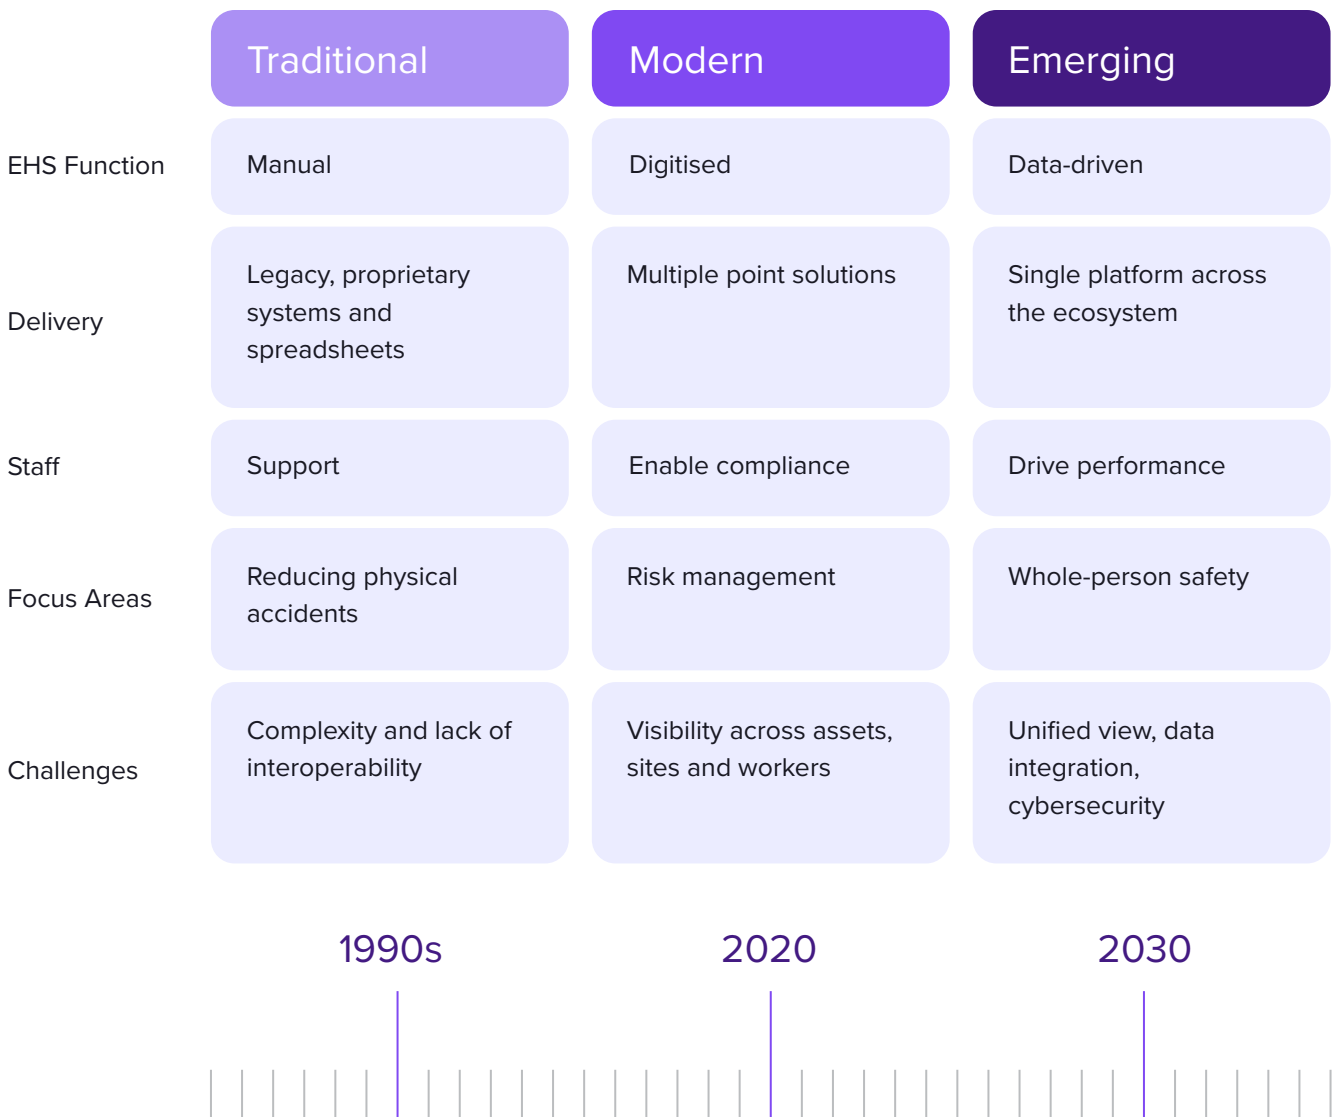 Traditional
Modern
Emerging
EHS Function
Manual
Digitised
Data-driven
Delivery
Legacy, proprietary
systems and
spreadsheets
Multiple point solutions
Single platform across
the ecosystem
Staff
Support
Enable compliance
Drive performance
Focus Areas
Reducing physical
accidents
Risk management
Whole-person safety
Challenges
Complexity and lack of
interoperability
Visibility across assets,
sites and workers
Unified view, data
integration,
cybersecurity
1990s
2020
2030